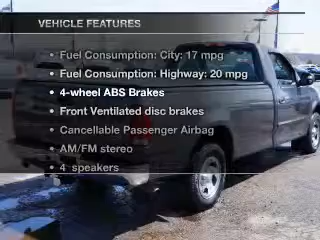 VEHICLE FEATURES
• Fuel Consumption: City: 17 mpg
• Fuel Consumption: Highway: 20 mpg
• 4-wheel ABS Brakes
• Front Ventilated disc brakes
• Cancellable Passenger Airbag
• AM/FM stereo
• 4 speakers